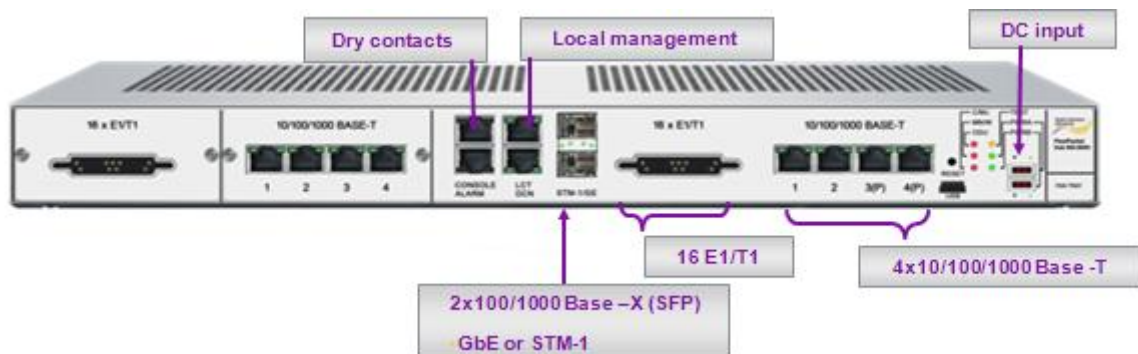 Dry contacts
Local management
DC input
16 x E1/T1
10/100/1000 BASE-T
16 x E1/T1
10/100/1000 BASE-T
1 2 3 4
CONSOLE
ALARM
LCT
DCN
STM-1/GE
1 2 3(P) 4(P)
RESET
USB
16 E1/T1
4x10/100/1000 Base -T
2x100/1000 Base –X (SFP)
GbE or STM-1